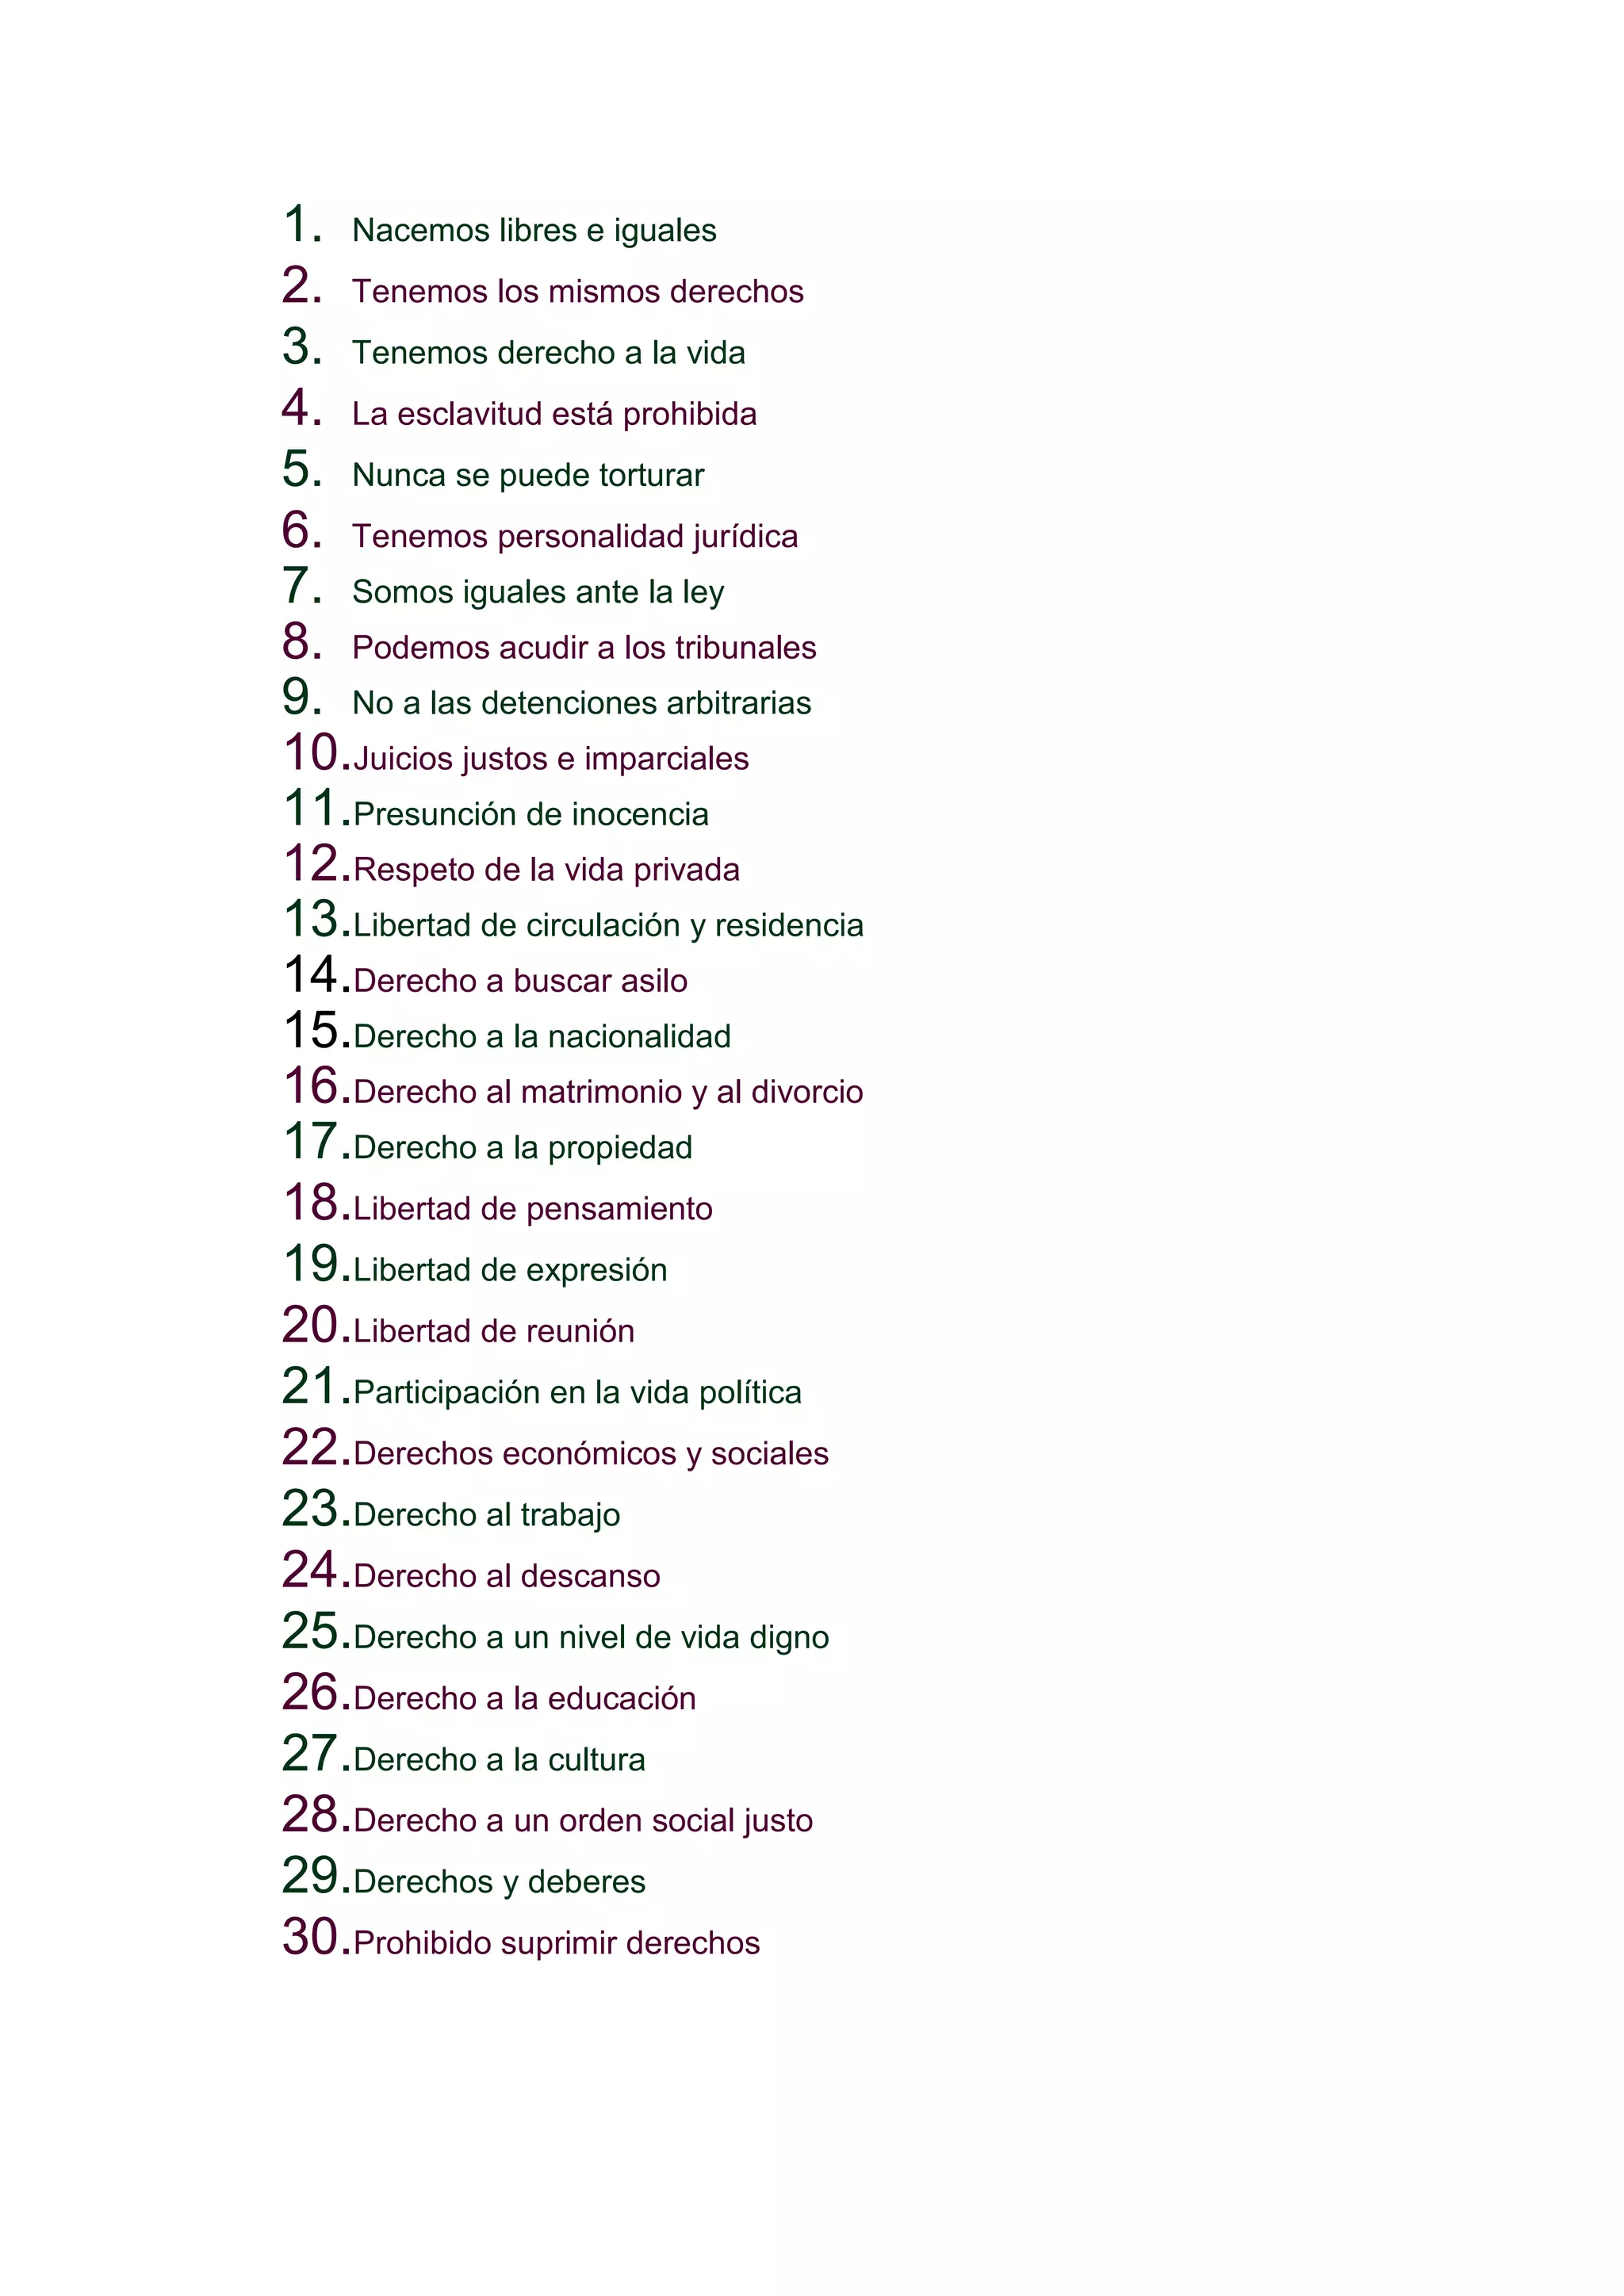 1. Nacemos libres e iguales
2. Tenemos los mismos derechos
3. Tenemos derecho a la vida
4. La esclavitud está prohibida
5. Nunca se puede torturar
6. Tenemos personalidad jurídica
7. Somos iguales ante la ley
8. Podemos acudir a los tribunales
9. No a las detenciones arbitrarias
10. Juicios justos e imparciales
11. Presunción de inocencia
12. Respeto de la vida privada
13. Libertad de circulación y residencia
14. Derecho a buscar asilo
15. Derecho a la nacionalidad
16. Derecho al matrimonio y al divorcio
17. Derecho a la propiedad
18. Libertad de pensamiento
19. Libertad de expresión
20. Libertad de reunión
21. Participación en la vida política
22. Derechos económicos y sociales
23. Derecho al trabajo
24. Derecho al descanso
25. Derecho a un nivel de vida digno
26. Derecho a la educación
27. Derecho a la cultura
28. Derecho a un orden social justo
29. Derechos y deberes
30. Prohibido suprimir derechos